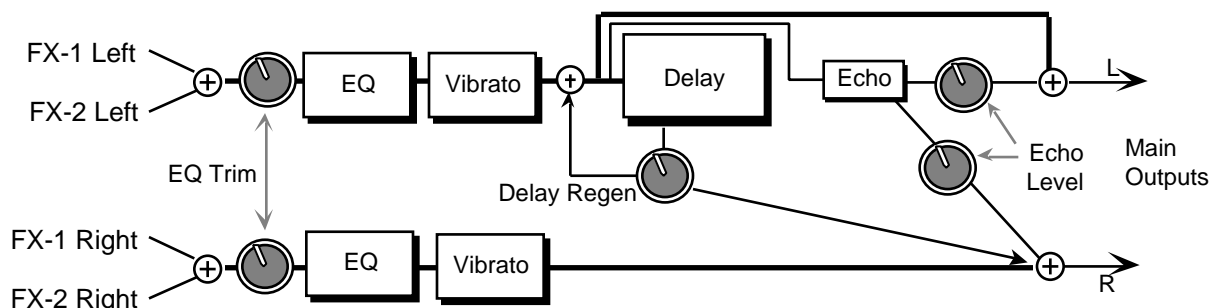 FX-1 Left
FX-2 Left
EQ
Vibrato
Delay
Echo
L
EQ Trim
Delay Regen
Echo
Level
Main
Outputs
FX-1 Right
FX-2 Right
EQ
Vibrato
R